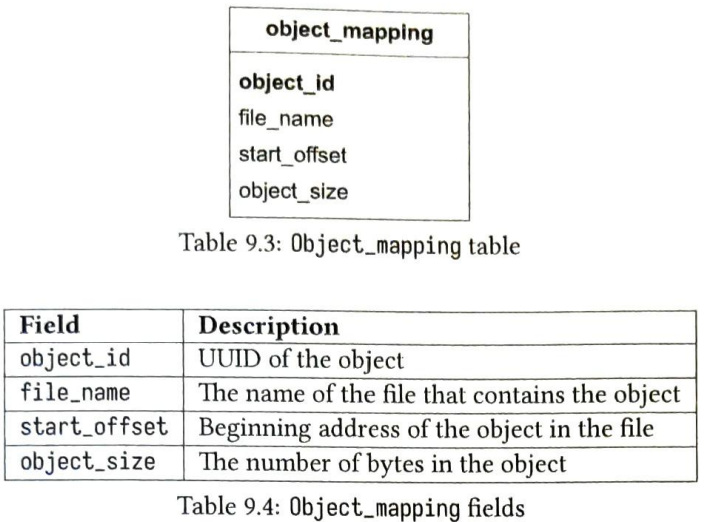 object_mapping
object_id
file_name
start_offset
object_size
Table 9.3: Object_mapping table
Field Description
object_id UUID of the object
file_name The name of the file that contains the object
start_offset Beginning address of the object in the file
object_size The number of bytes in the object
Table 9.4: Object_mapping fields